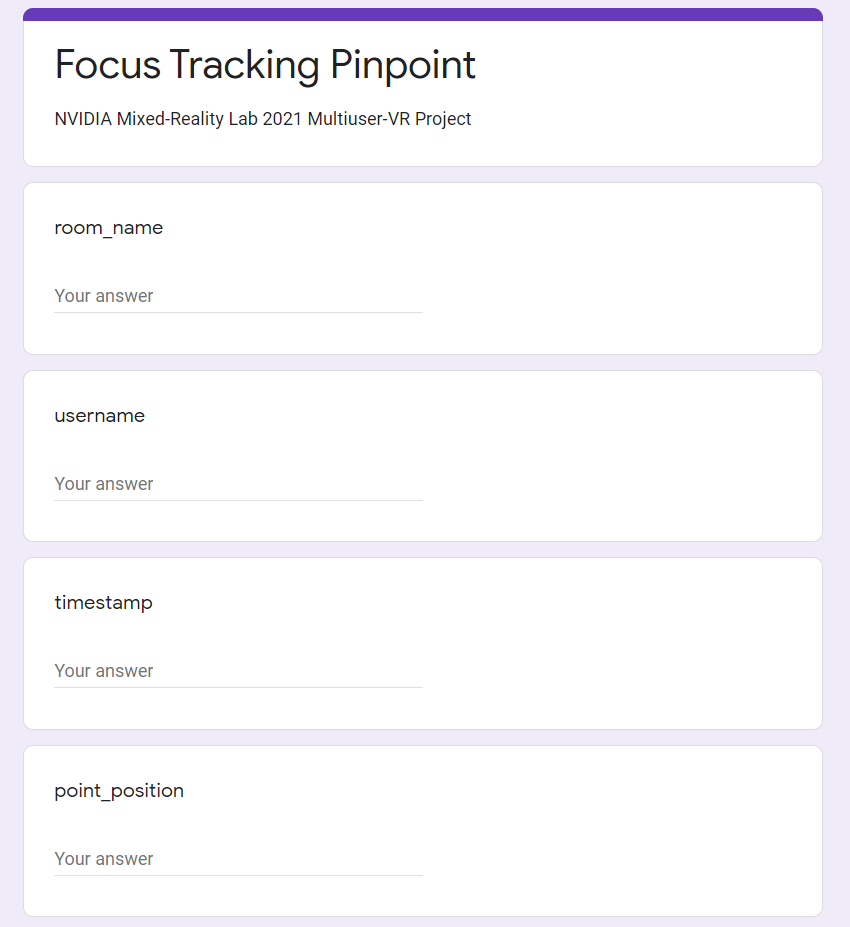 Focus Tracking Pinpoint
NVIDIA Mixed-Reality Lab 2021 Multiuser-VR Project
room_name
Your answer
username
Your answer
timestamp
Your answer
point_position
Your answer